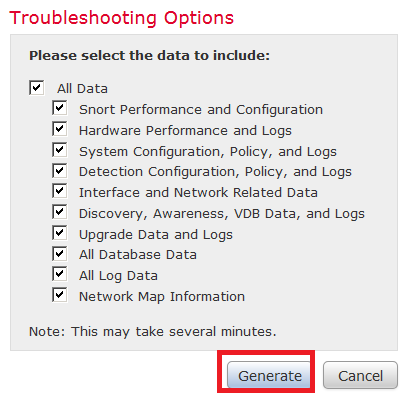 Troubleshooting Options
Please select the data to include:
All Data
Snort Performance and Configuration
Hardware Performance and Logs
System Configuration, Policy, and Logs
Detection Configuration, Policy, and Logs
Interface and Network Related Data
Discovery, Awareness, VDB Data, and Logs
Upgrade Data and Logs
All Database Data
All Log Data
Network Map Information
Note: This may take several minutes.
Generate Cancel